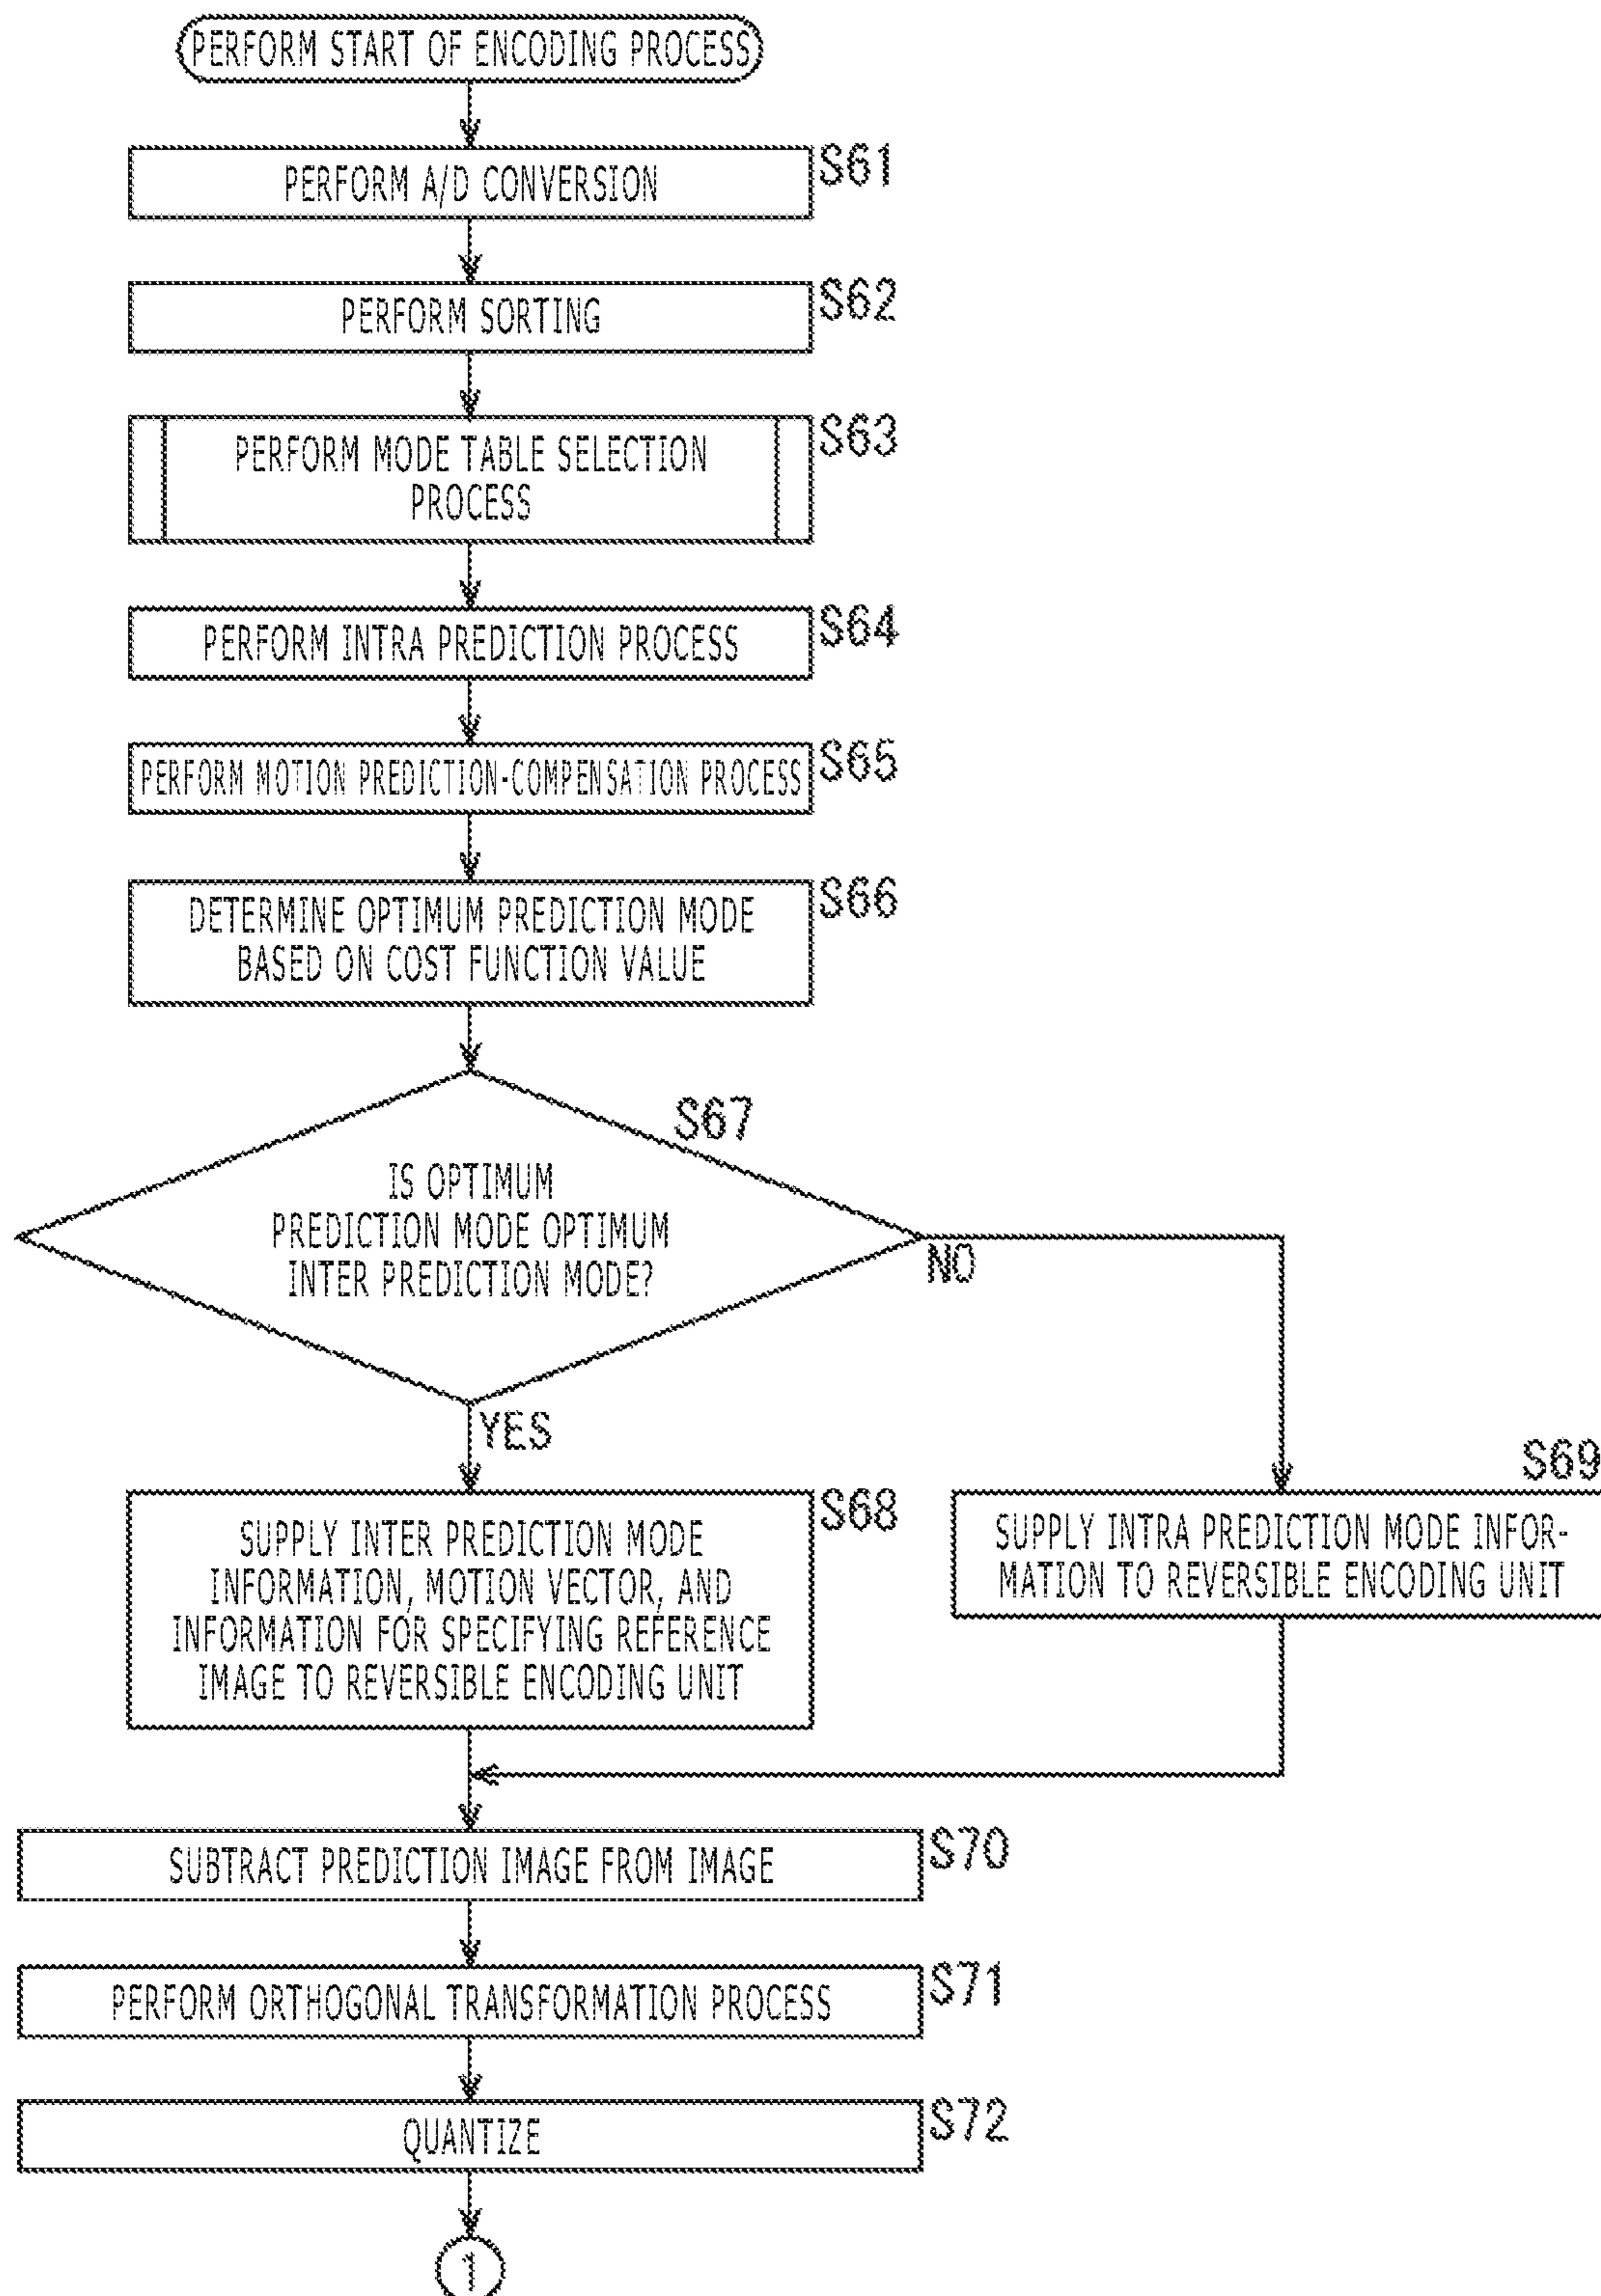 PERFORM START OF ENCODING PROCESS
PERFORM A/D CONVERSION
S61
PERFORM SORTING
S62
PERFORM MODE TABLE SELECTION
PROCESS
S63
PERFORM INTRA PREDICTION PROCESS
S64
PERFORM MOTION PREDICTION-COMPENSATION PROCESS
S65
DETERMINE OPTIMUM PREDICTION MODE
BASED ON COST FUNCTION VALUE
S66
S67
IS OPTIMUM
PREDICTION MODE OPTIMUM
INTER PREDICTION MODE?
NO
YES
S68
SUPPLY INTER PREDICTION MODE
INFORMATION, MOTION VECTOR, AND
INFORMATION FOR SPECIFYING REFERENCE
IMAGE TO REVERSIBLE ENCODING UNIT
S69
SUPPLY INTRA PREDICTION MODE INFOR-
MATION TO REVERSIBLE ENCODING UNIT
SUBTRACT PREDICTION IMAGE FROM IMAGE
S70
PERFORM ORTHOGONAL TRANSFORMATION PROCESS
S71
QUANTIZE
S72
1